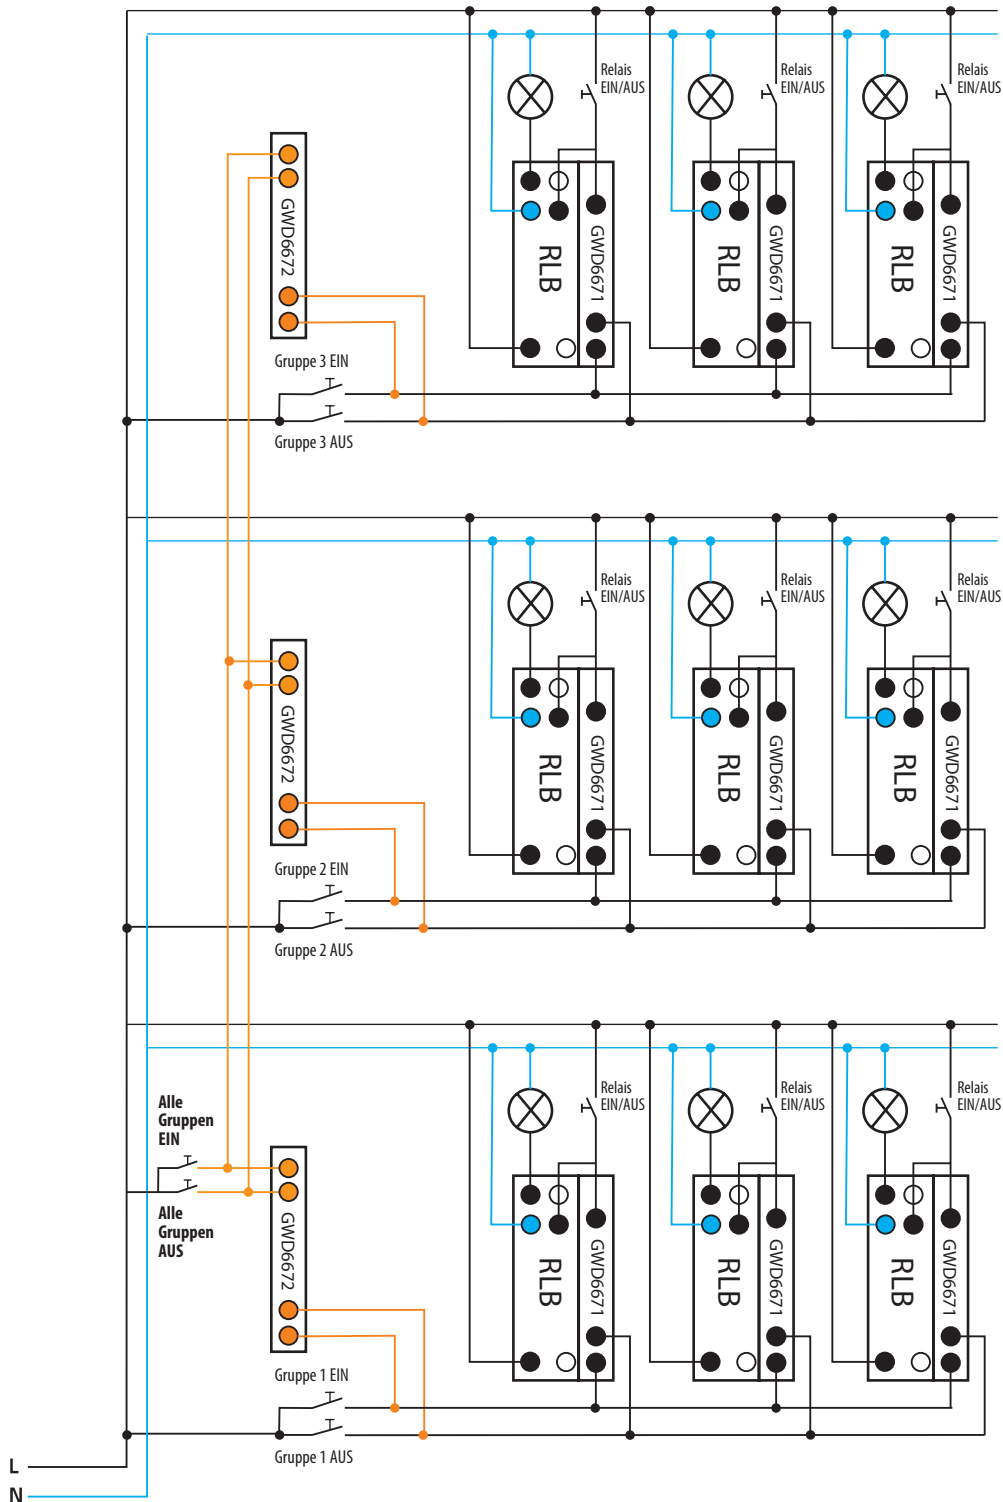 Relais
EIN/AUS
Relais
EIN/AUS
Relais
EIN/AUS
GWD6672
RLB
GWD6671
RLB
GWD6671
RLB
GWD6671
Gruppe 3 EIN
Gruppe 3 AUS
Relais
EIN/AUS
Relais
EIN/AUS
Relais
EIN/AUS
GWD6672
RLB
GWD6671
RLB
GWD6671
RLB
GWD6671
Gruppe 2 EIN
Gruppe 2 AUS
Relais
EIN/AUS
Relais
EIN/AUS
Relais
EIN/AUS
Alle
Gruppen
EIN
Alle
Gruppen
AUS
GWD6672
RLB
GWD6671
RLB
GWD6671
RLB
GWD6671
Gruppe 1 EIN
Gruppe 1 AUS
L
N